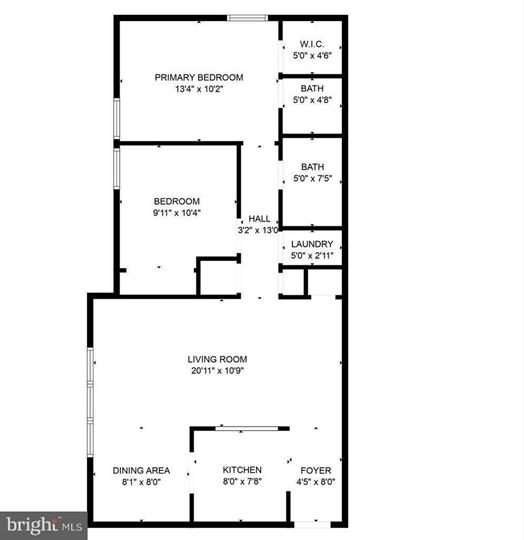 W.I.C.
5'0" x 4'6"
PRIMARY BEDROOM
13'4" x 10'2"
BATH
5'0" x 4'8"
BATH
5'0" x 7'5"
BEDROOM
9'11" x 10'4"
HALL
3'2" x 13'0
LAUNDRY
5'0" x 2'11"
LIVING ROOM
20'11" x 10'9"
DINING AREA
8'1" x 8'0"
KITCHEN
8'0" x 7'8"
FOYER
4'5" x 8'0"
bright MLS